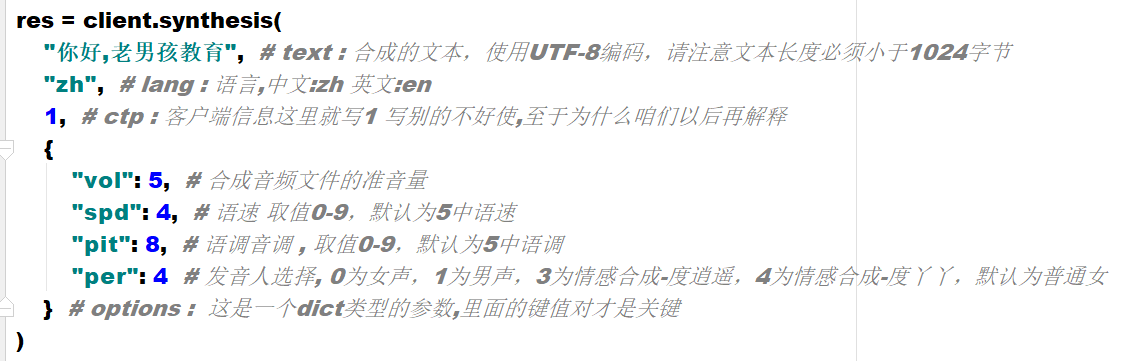 res = client.synthesis(
"你好,老男孩教育", # text : 合成的文本，使用UTF-8编码，请注意文本长度必须小于1024字节
"zh", # lang : 语言,中文:zh 英文:en
1, # ctp : 客户端信息这里就写1 写别的不好使,至于为什么咱们以后再解释
{
"vol": 5, # 合成音频文件的准音量
"spd": 4, # 语速 取值0-9，默认为5中语速
"pit": 8, # 语调音调 , 取值0-9，默认为5中语调
"per": 4 # 发音人选择, 0为女声，1为男声，3为情感合成-度逍遥，4为情感合成-度丫丫，默认为普通女
} # options : 这是一个dict类型的参数,里面的键值对才是关键
)